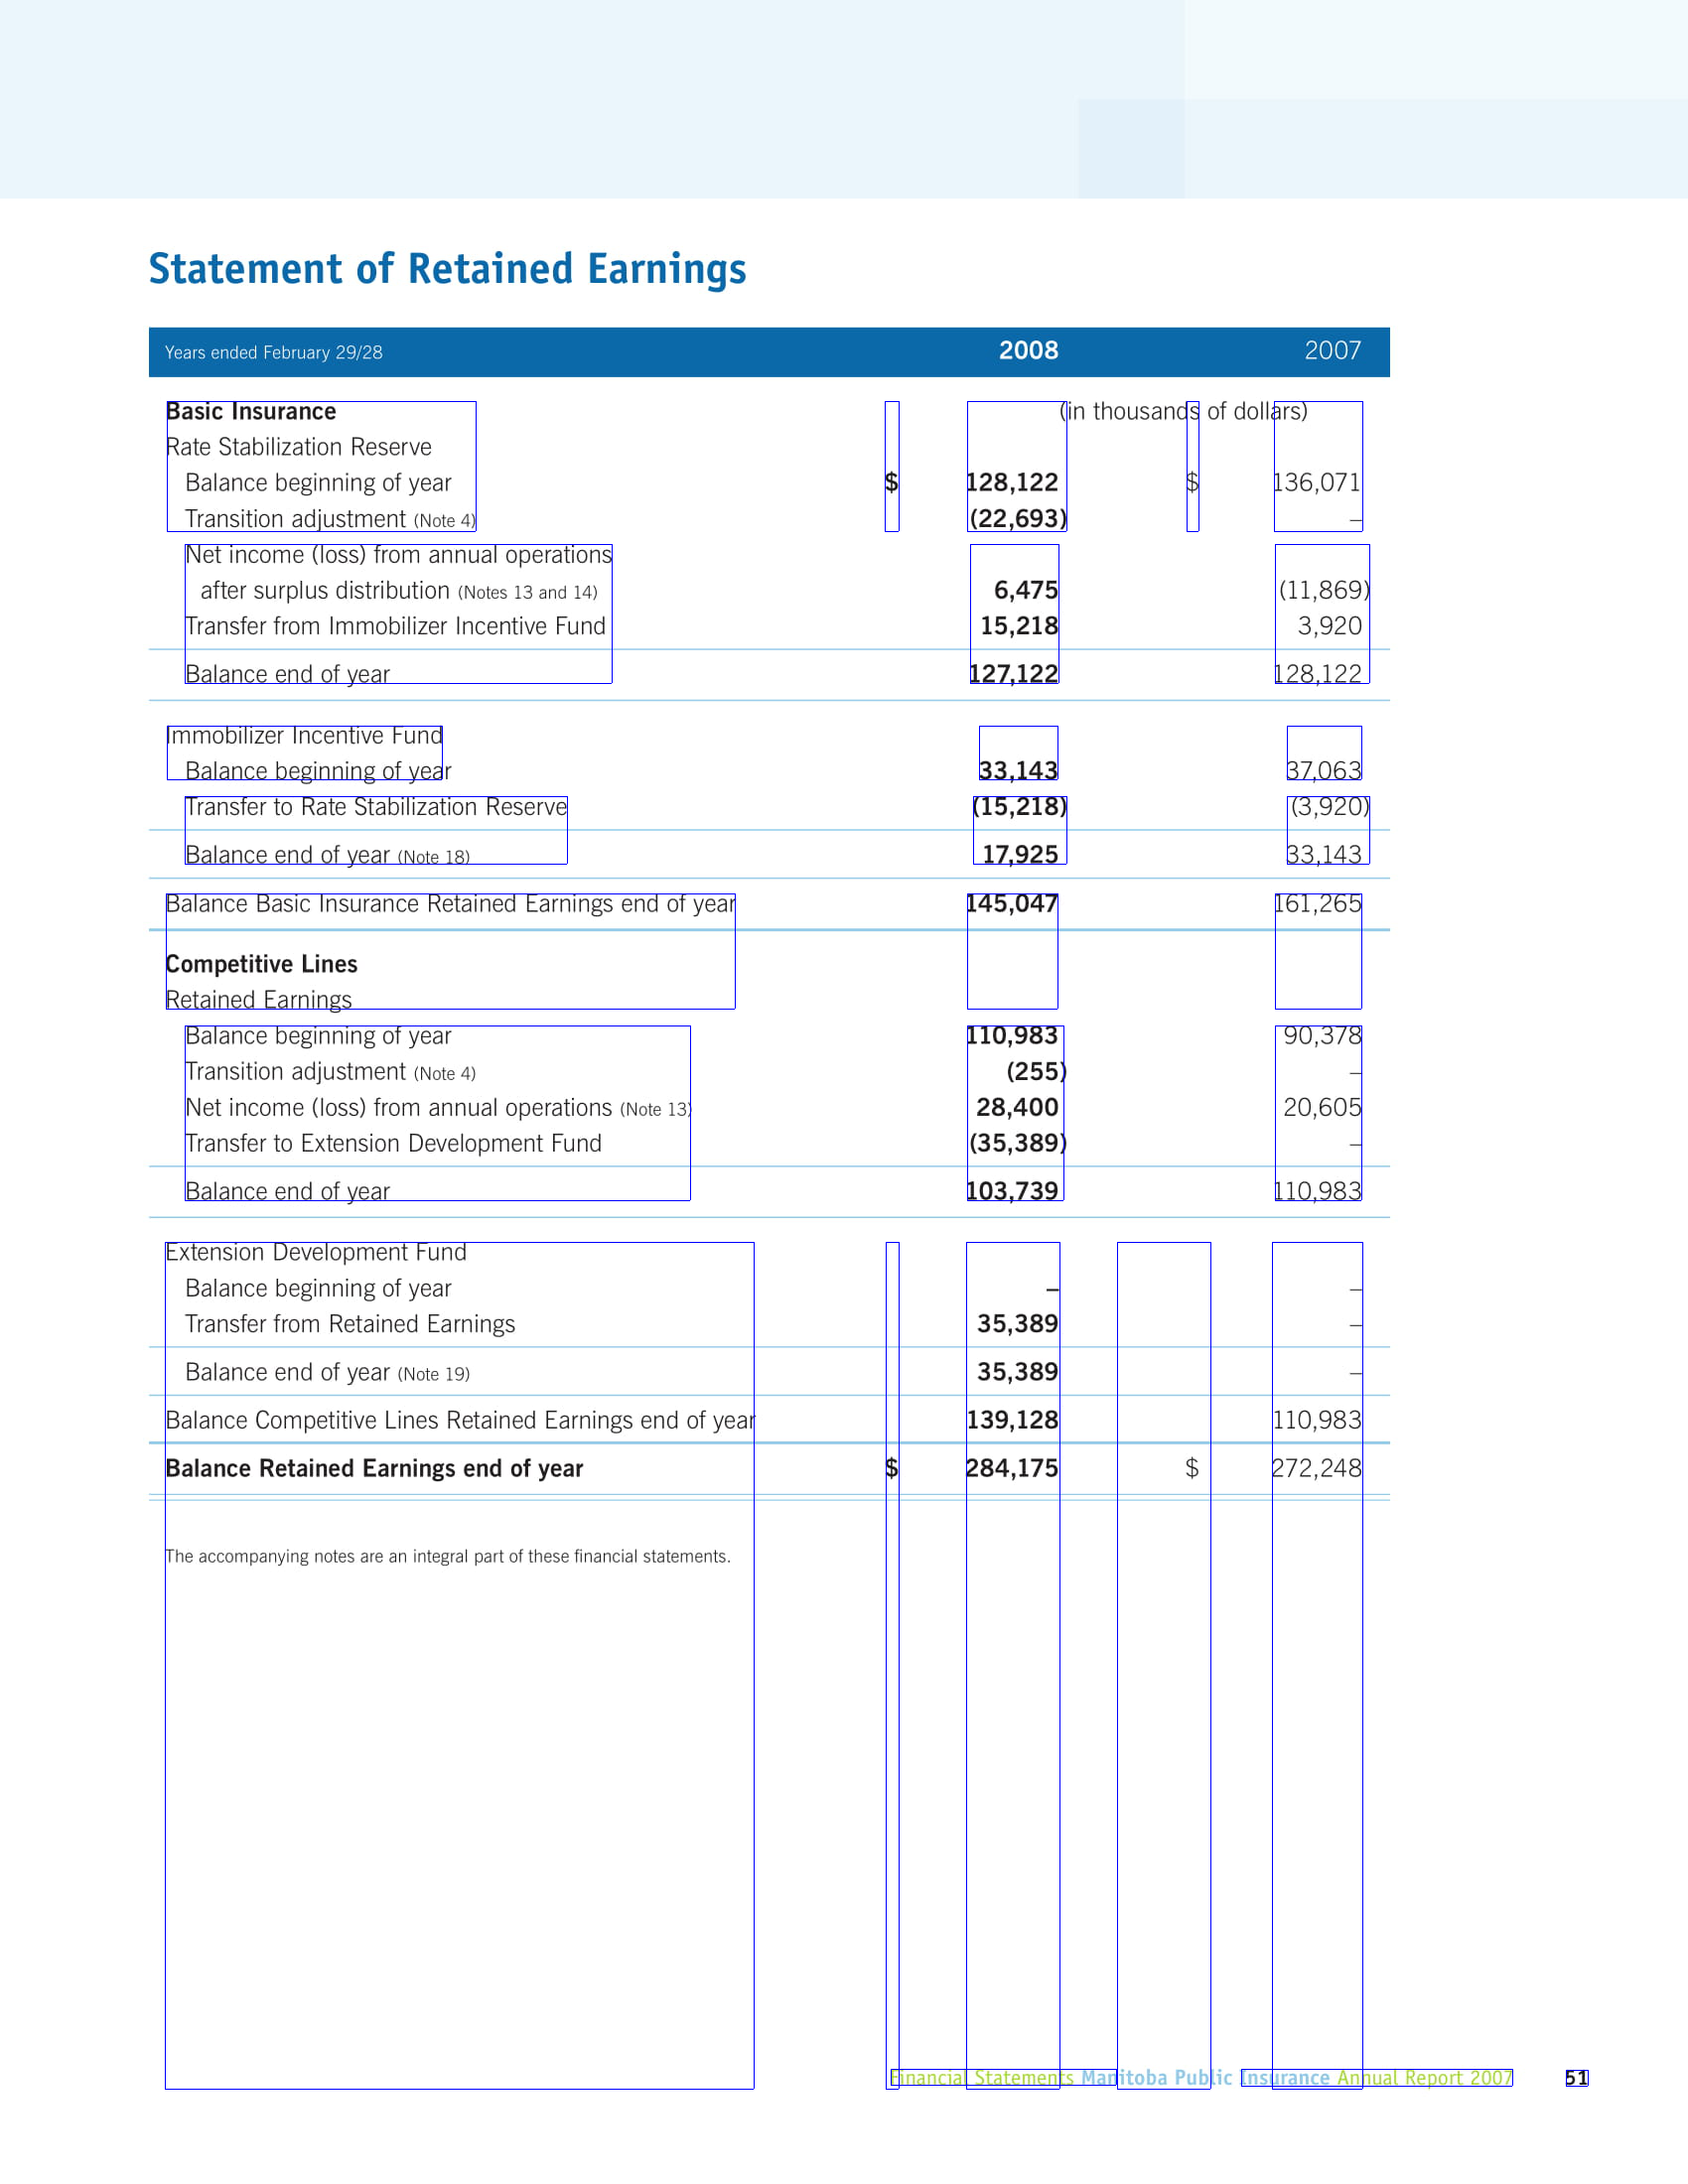 Statement of Retained Earnings
Years ended February 29/28 2008 2007
Basic Insurance (in thousands of dollars)
Rate Stabilization Reserve
Balance beginning of year $ 128,122 $ 136,071
Transition adjustment (Note 4) (22,693) –
Net income (loss) from annual operations
after surplus distribution (Notes 13 and 14) 6,475 (11,869)
Transfer from Immobilizer Incentive Fund 15,218 3,920
Balance end of year 127,122 128,122
Immobilizer Incentive Fund
Balance beginning of year 33,143 37,063
Transfer to Rate Stabilization Reserve (15,218) (3,920)
Balance end of year (Note 18) 17,925 33,143
Balance Basic Insurance Retained Earnings end of year 145,047 161,265
Competitive Lines
Retained Earnings
Balance beginning of year 110,983 90,378
Transition adjustment (Note 4) (255) –
Net income (loss) from annual operations (Note 13) 28,400 20,605
Transfer to Extension Development Fund (35,389) –
Balance end of year 103,739 110,983
Extension Development Fund
Balance beginning of year – –
Transfer from Retained Earnings 35,389 –
Balance end of year (Note 19) 35,389 –
Balance Competitive Lines Retained Earnings end of year 139,128 110,983
Balance Retained Earnings end of year $ 284,175 $ 272,248
The accompanying notes are an integral part of these financial statements.
Financial Statements Manitoba Public Insurance Annual Report 2007 51